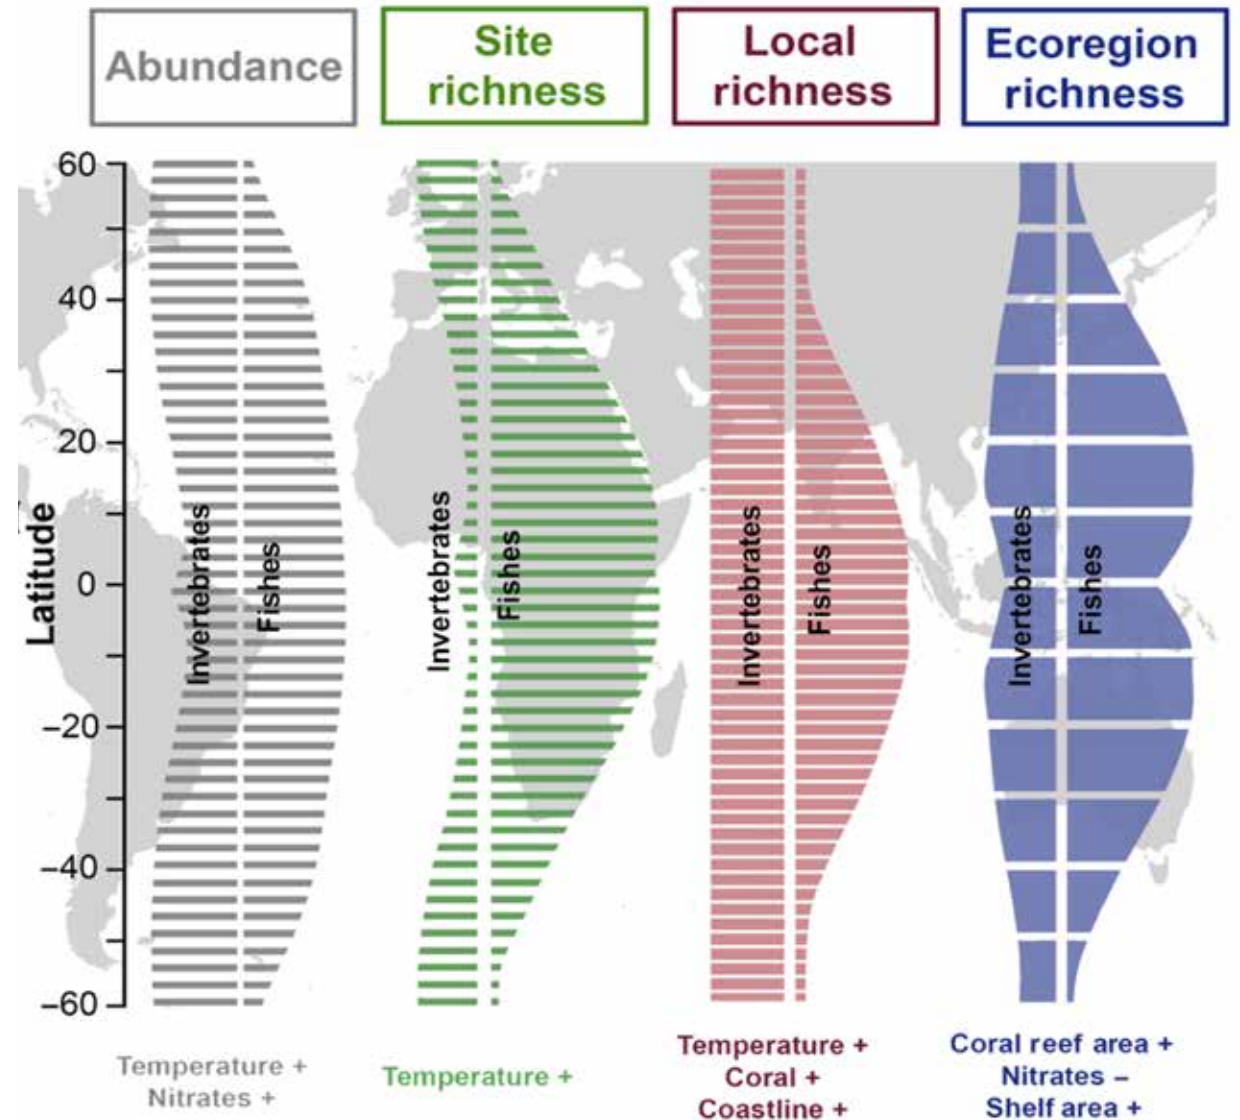 Abundance
Site
richness
Local
richness
Ecoregion
richness
60
40
20
0
–20
–40
–60
Latitude
Invertebrates
Fishes
Invertebrates
Fishes
Invertebrates
Fishes
Invertebrates
Fishes
Temperature +
Nitrates +
Temperature +
Temperature +
Coral +
Coastline +
Coral reef area +
Nitrates –
Shelf area +